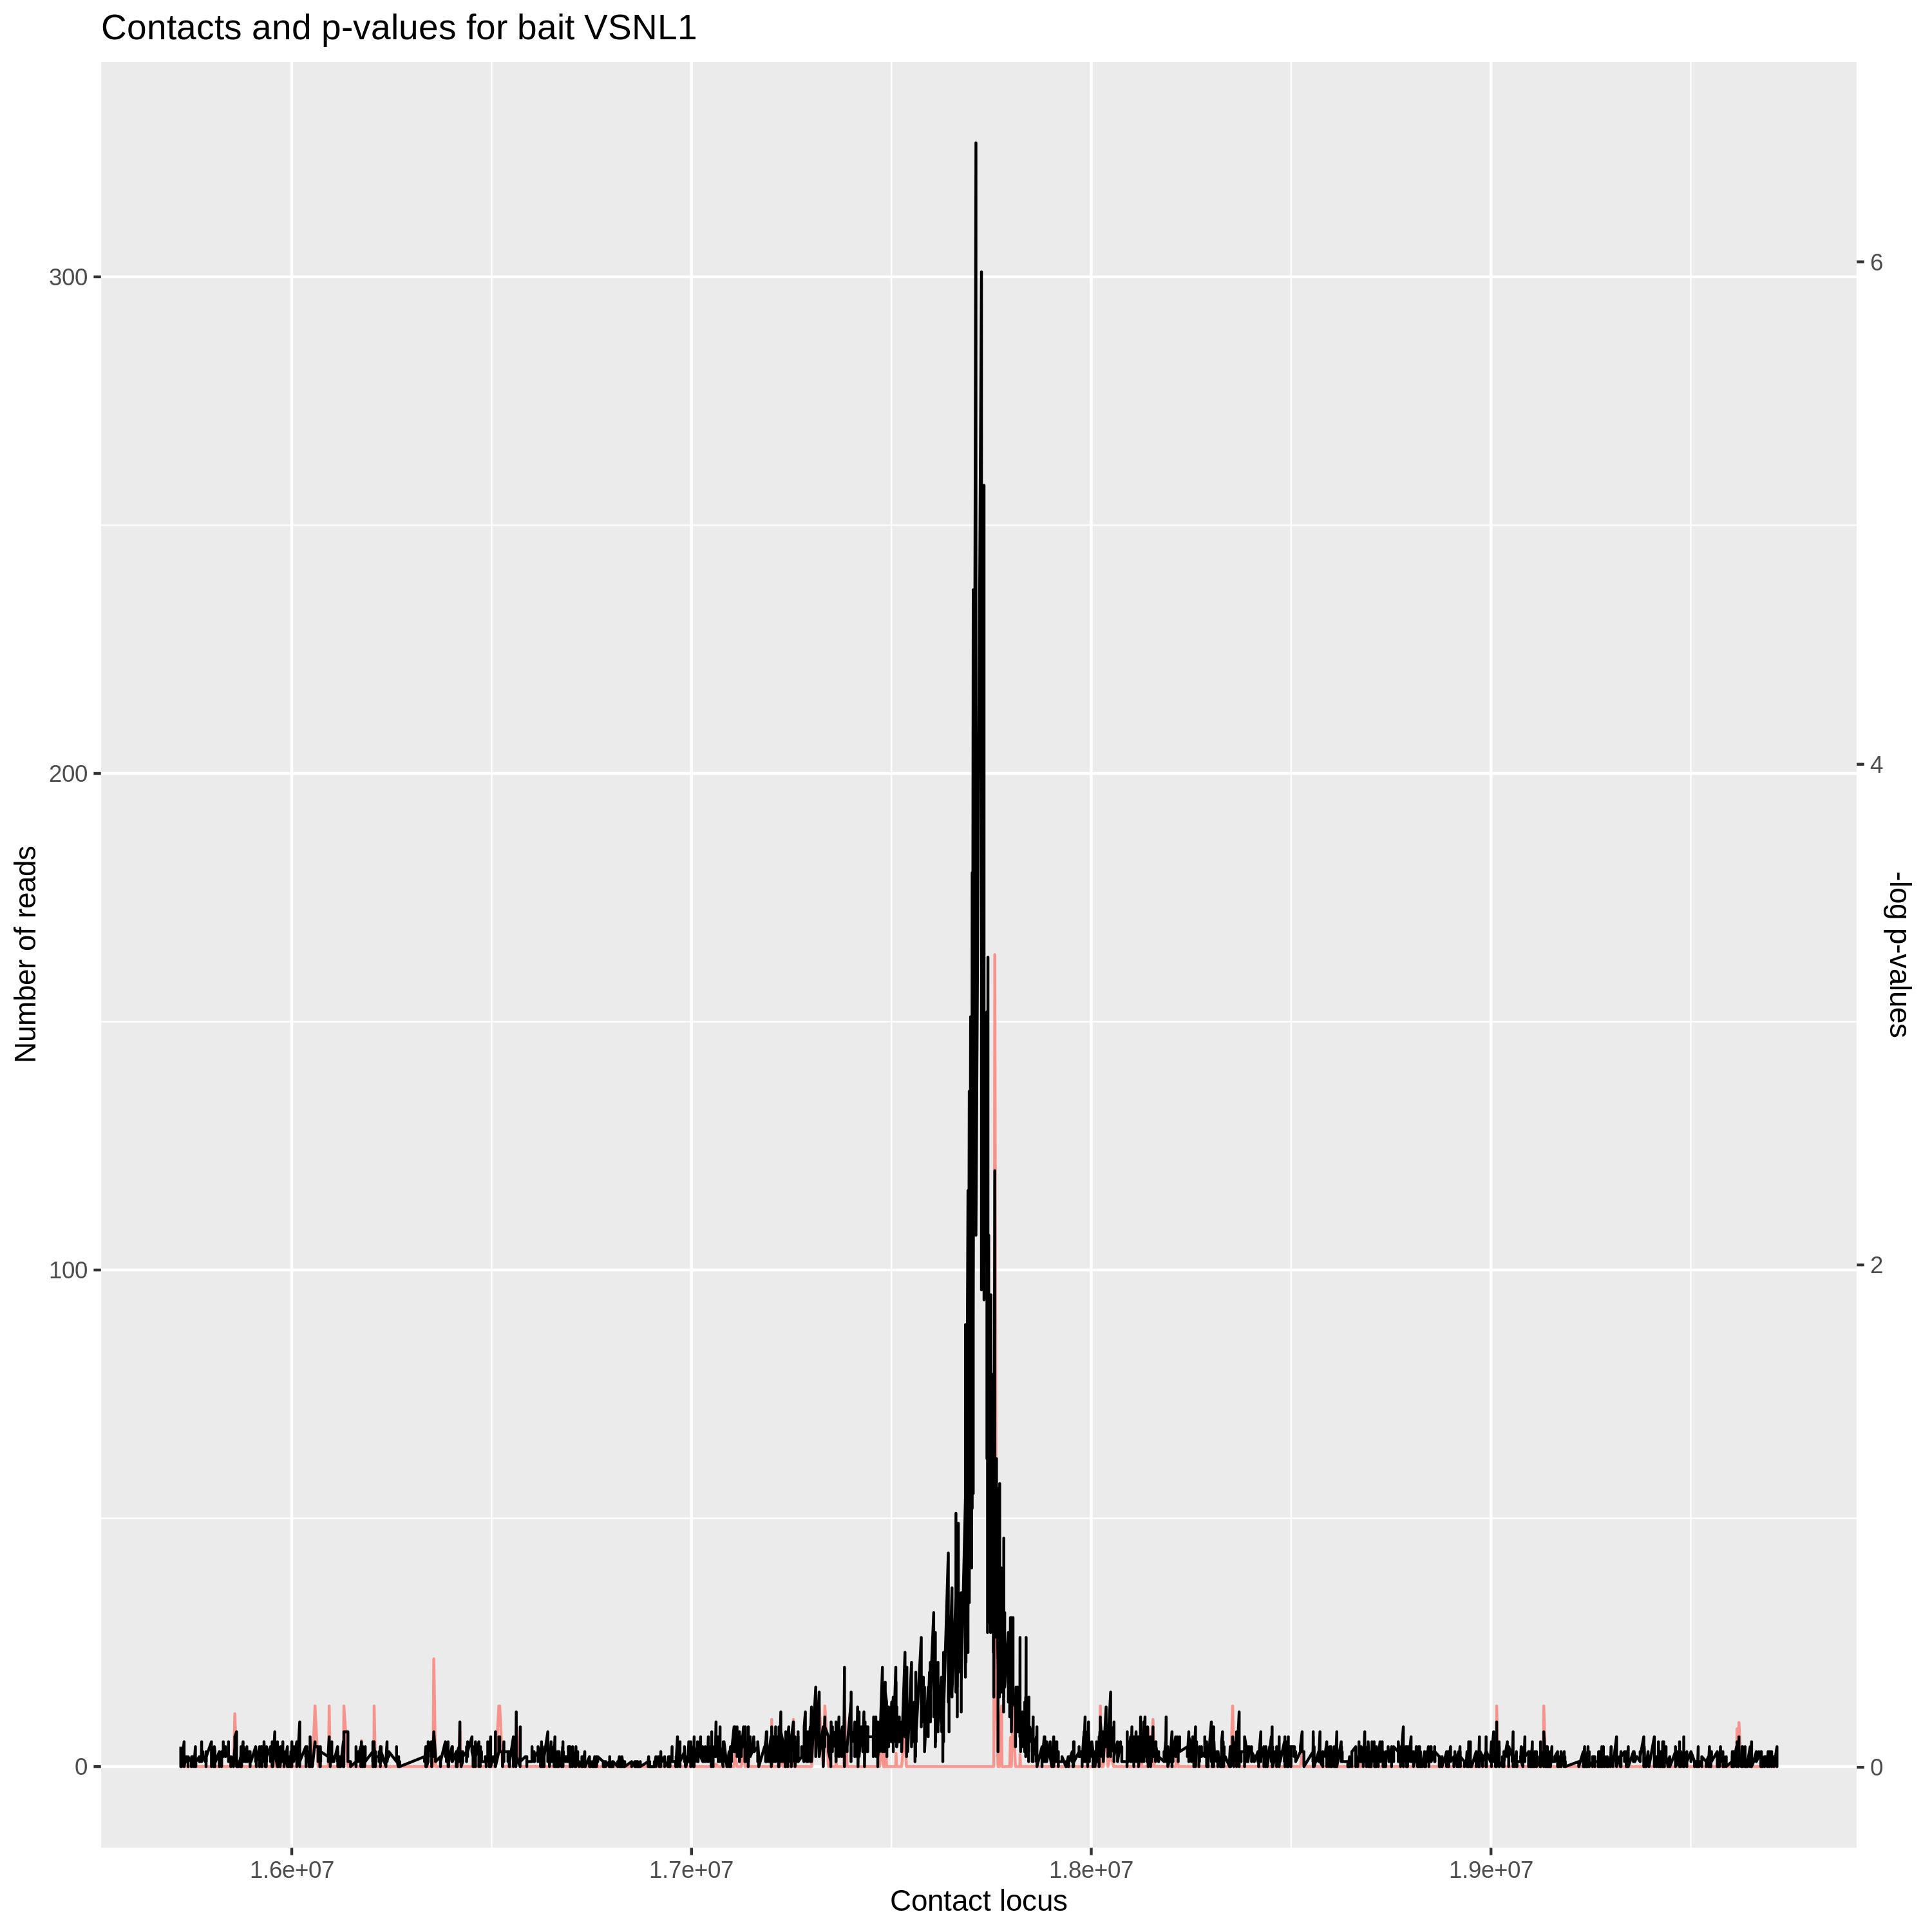 Contacts and p-values for bait VSNL1
300
200
100
0
6
4
2
0
Number of reads
-log p-values
1.6e+07 1.7e+07 1.8e+07 1.9e+07
Contact locus